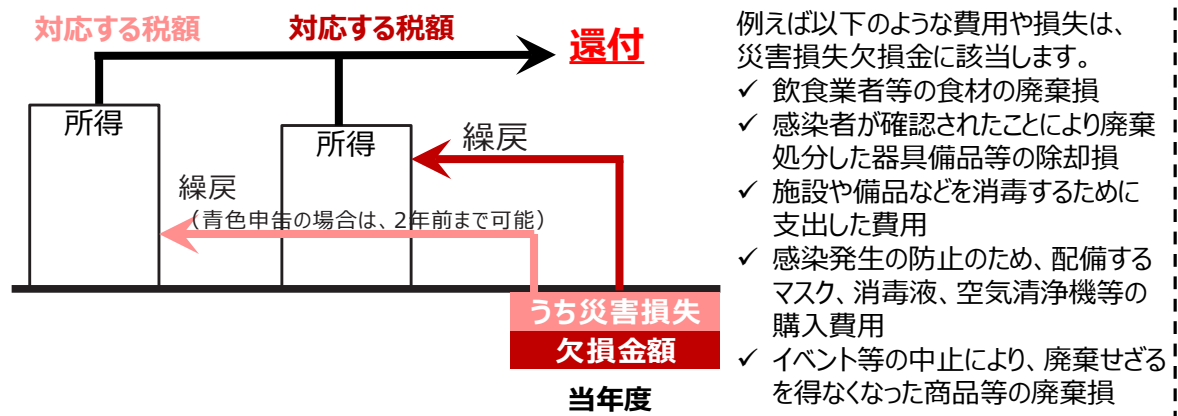 対応する税額
対応する税額
還付
所得
所得
繰戻
繰戻
（青色申告の場合は、2年前まで可能）
うち災害損失
欠損金額
当年度
例えば以下のような費用や損失は、
災害損失欠損金に該当します。
✓ 飲食業者等の食材の廃棄損
✓ 感染者が確認されたことにより廃棄
処分した器具備品等の除却損
✓ 施設や備品などを消毒するために
支出した費用
✓ 感染発生の防止のため、配備する
マスク、消毒液、空気清浄機等の
購入費用
✓ イベント等の中止により、廃棄せざる
を得なくなった商品等の廃棄損